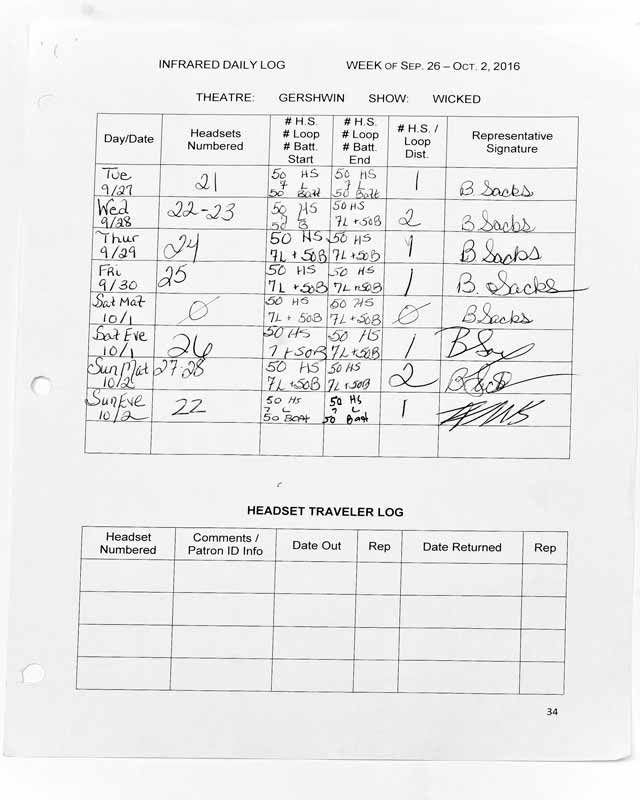 INFRARED DAILY LOG WEEK OF SEP. 26 – OCT. 2, 2016
THEATRE: GERSHWIN SHOW: WICKED
Day/Date Headsets Numbered # H.S. # Loop # Batt. Start # H.S. # Loop # Batt. End # H.S. / Loop Dist. Representative Signature
Tue 9/27 21 50 HS 7 L 50 Batt 50 HS 7 L 50 Batt 1 B Sacks
Wed 9/28 22-23 50 HS 7 L 50 B 50 HS 7L + 50B 2 B Sacks
Thur 9/29 24 50 HS 7L + 50B 50 HS 7L + 50B 1 B Sacks
Fri 9/30 25 50 HS 7L + 50B 50 HS 7L + 50B 1 B. Sacks
Sat Mat 10/1 0 50 HS 7L + 50B 50 HS 7L + 50B 0 B Sacks
Sat Eve 10/1 26 50 HS 7 + 50B 50 HS 7L + 50B 1
Sun Mat 10/2 27-28 50 HS 7L + 50B 50 HS 7L + 50B 2
Sun Eve 10/2 22 50 HS 7 L 50 Batt 50 HS 7 L 50 Batt 1
HEADSET TRAVELER LOG
Headset Numbered Comments / Patron ID Info Date Out Rep Date Returned Rep
34